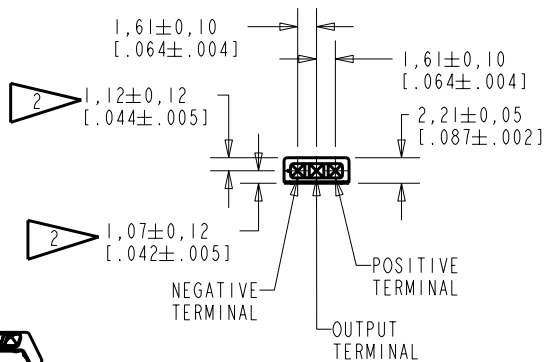 1,61±0,10
[.064±.004]
1,61±0,10
[.064±.004]
2
1,12±0,12
[.044±.005]
2,21±0,05
[.087±.002]
2
1,07±0,12
[.042±.005]
NEGATIVE
TERMINAL
POSITIVE
TERMINAL
OUTPUT
TERMINAL